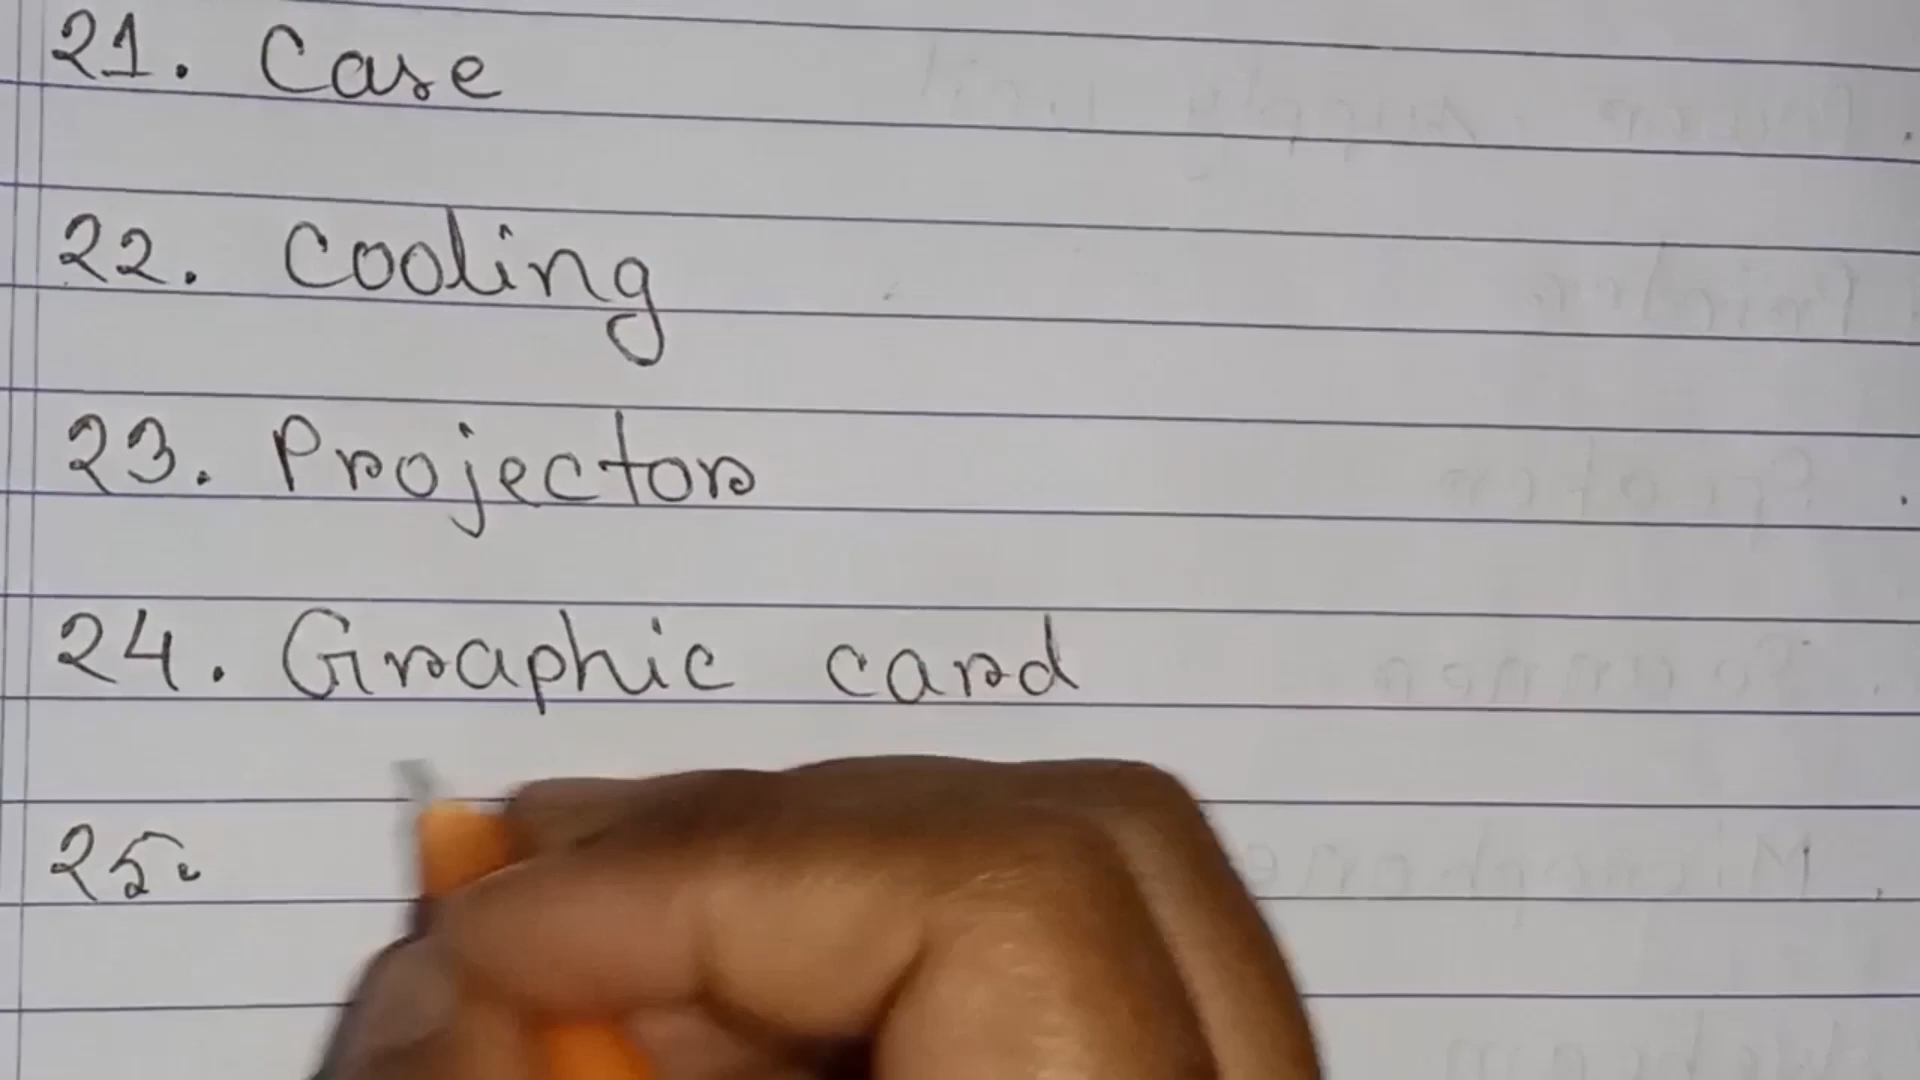 21. Case
22. Cooling
23. Projector
24. Graphic card
25.